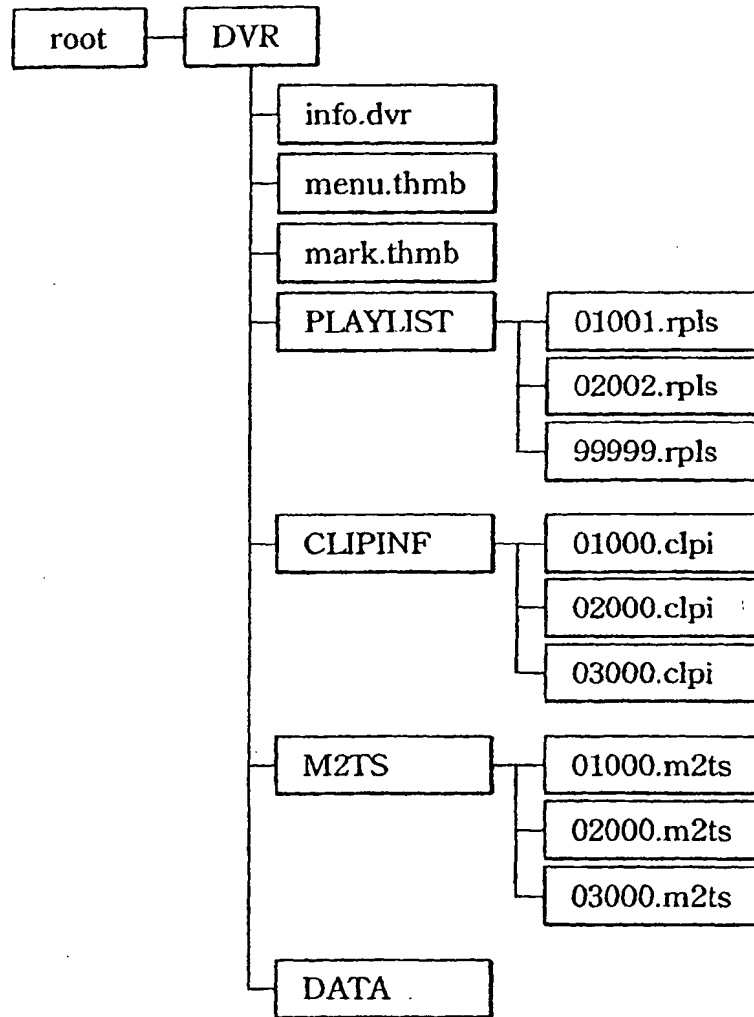 root
DVR
info.dvr
menu.thmb
mark.thmb
PLAYLIST
01001.rpls
02002.rpls
99999.rpls
CLIPINF
01000.clpi
02000.clpi
03000.clpi
M2TS
01000.m2ts
02000.m2ts
03000.m2ts
DATA